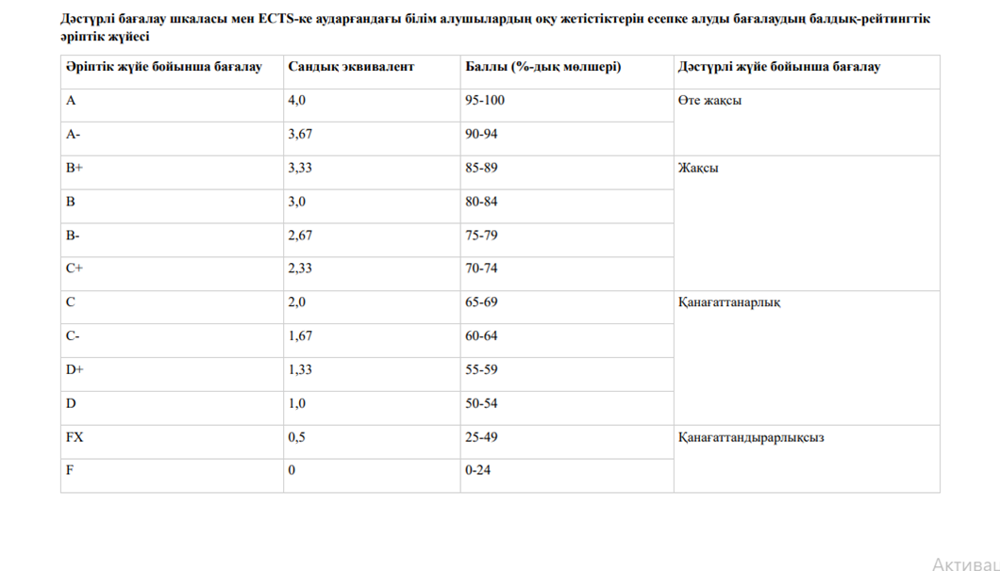 Дәстүрлі бағалау шкаласы мен ECTS-ке аударғандағы білім алушылардың оқу жетістіктерін есепке алуды бағалаудың балдық-рейтингтік
әріптік жүйесі
Әріптік жүйе бойынша бағалау Сандық эквивалент Баллы (%-дық мөлшері) Дәстүрлі жүйе бойынша бағалау
A 4,0 95-100 Өте жақсы
A- 3,67 90-94
B+ 3,33 85-89 Жақсы
B 3,0 80-84
B- 2,67 75-79
C+ 2,33 70-74
C 2,0 65-69 Қанағаттанарлық
C- 1,67 60-64
D+ 1,33 55-59
D 1,0 50-54
FX 0,5 25-49 Қанағаттандырарлықсыз
F 0 0-24